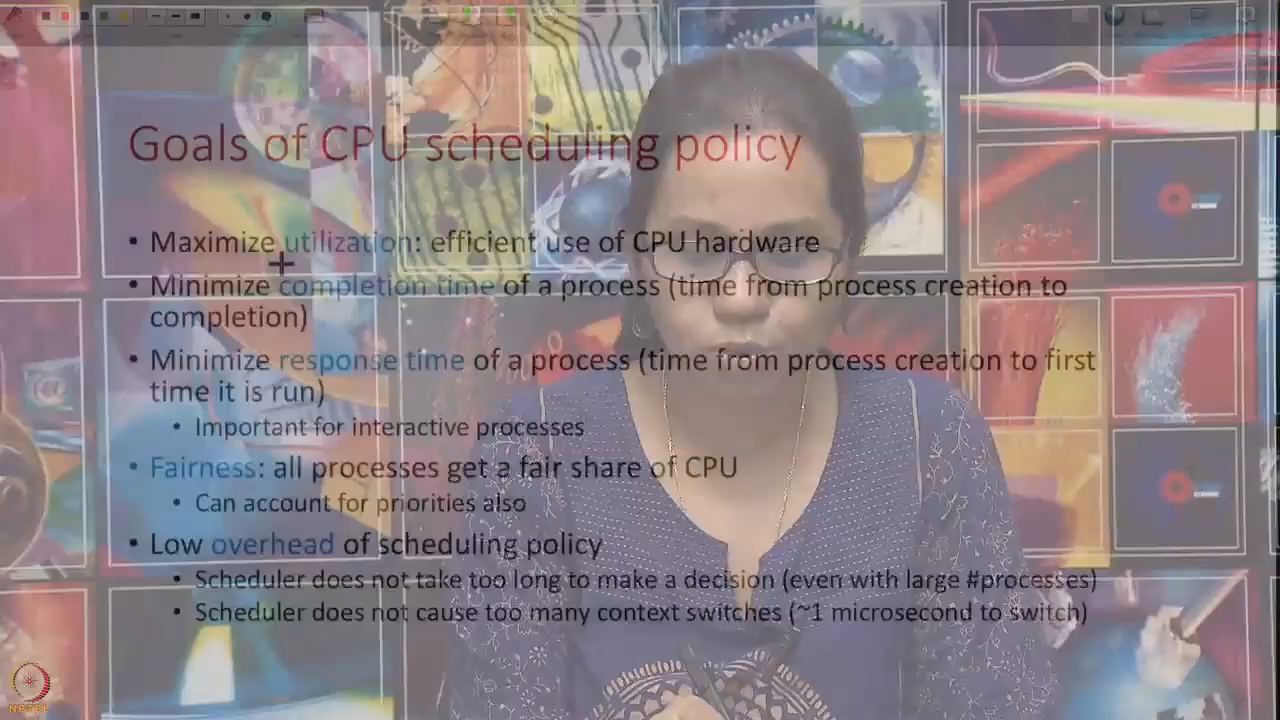 Goals of CPU scheduling policy
• Maximize utilization: efficient use of CPU hardware
• Minimize completion time of a process (time from process creation to
completion)
• Minimize response time of a process (time from process creation to first
time it is run)
• Important for interactive processes
• Fairness: all processes get a fair share of CPU
• Can account for priorities also
• Low overhead of scheduling policy
• Scheduler does not take too long to make a decision (even with large #processes)
• Scheduler does not cause too many context switches (~1 microsecond to switch)
NPTEL